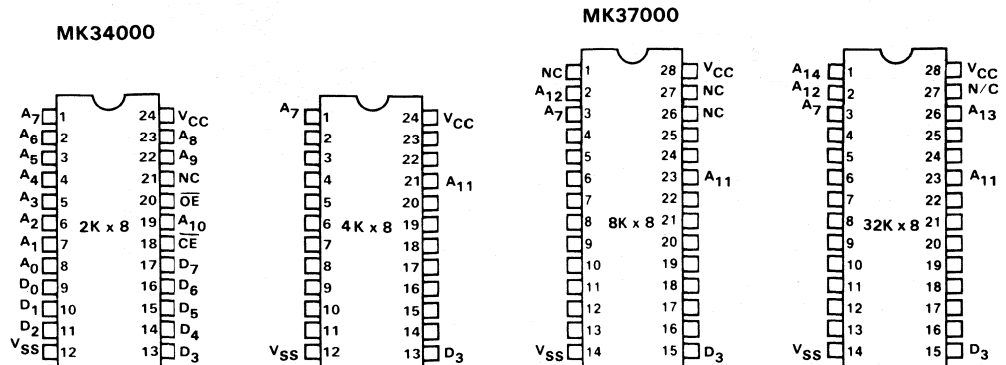 MK34000
A7 1 24 VCC
A6 2 23 A8
A5 3 22 A9
A4 4 21 NC
A3 5 20 OE
A2 6 2K x 8 19 A10
A1 7 18 CE
A0 8 17 D7
D0 9 16 D6
D1 10 15 D5
D2 11 14 D4
VSS 12 13 D3
A7 1 24 VCC
2 23
3 22
4 21 A11
5 20
6 4K x 8 19
7 18
8 17
9 16
10 15
11 14
VSS 12 13 D3
MK37000
NC 1 28 VCC
A12 2 27 NC
A7 3 26 NC
4 25
5 24
6 23 A11
7 22
8 8K x 8 21
9 20
10 19
11 18
12 17
13 16
VSS 14 15 D3
A14 1 28 VCC
A12 2 27 N/C
A7 3 26 A13
4 25
5 24
6 23 A11
7 22
8 32K x 8 21
9 20
10 19
11 18
12 17
13 16
VSS 14 15 D3